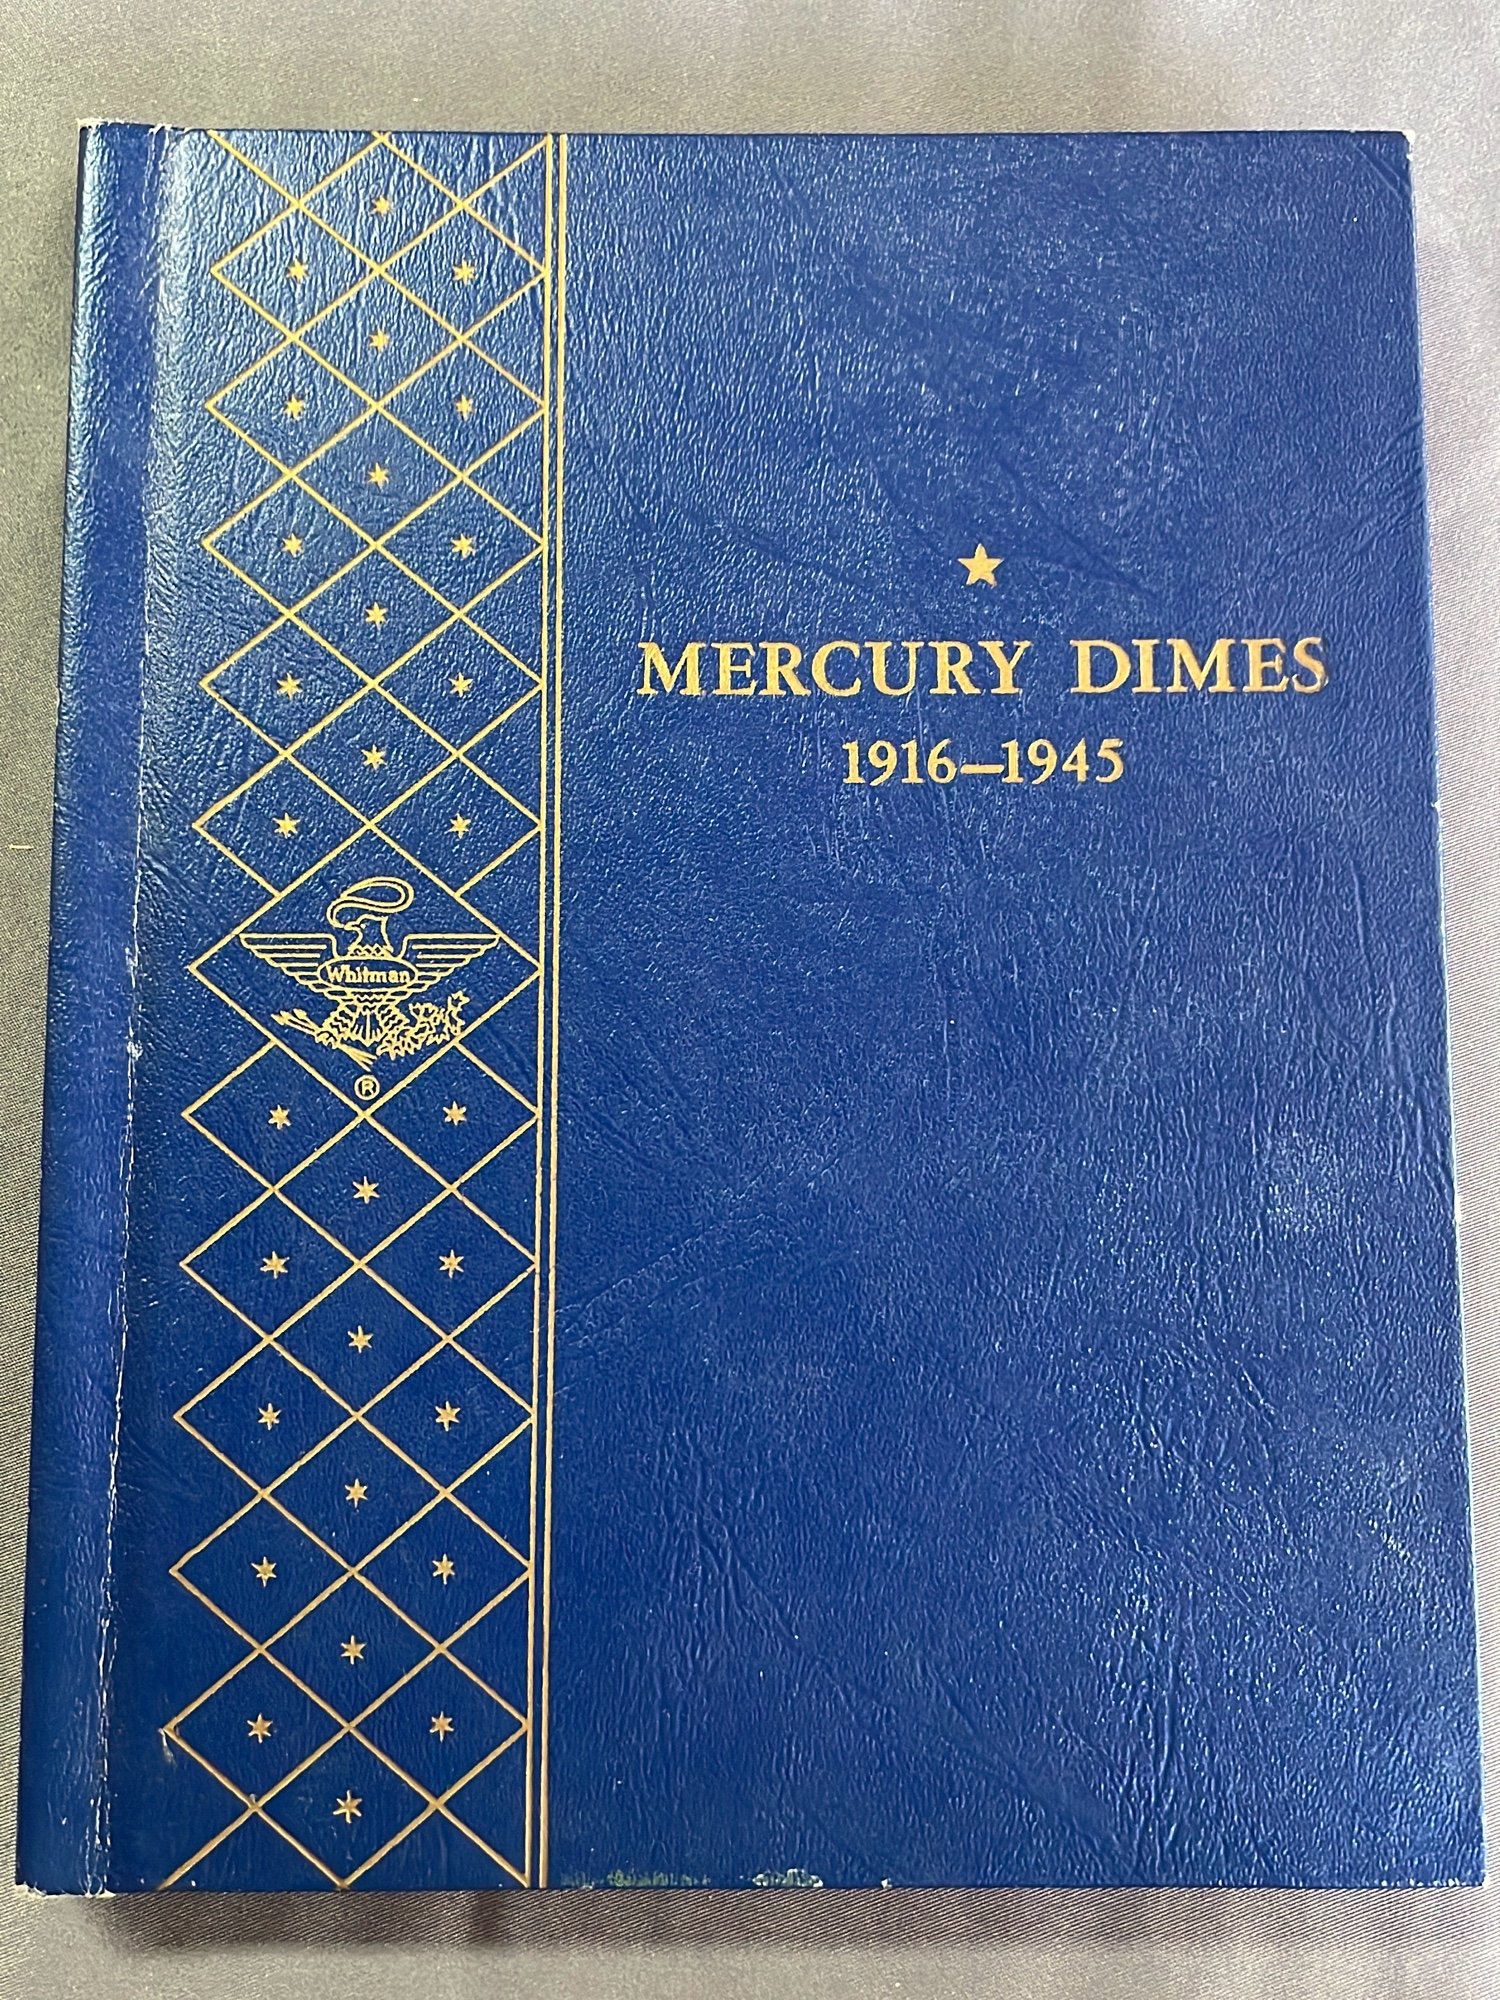 MERCURY DIMES
1916–1945
Whitman
®